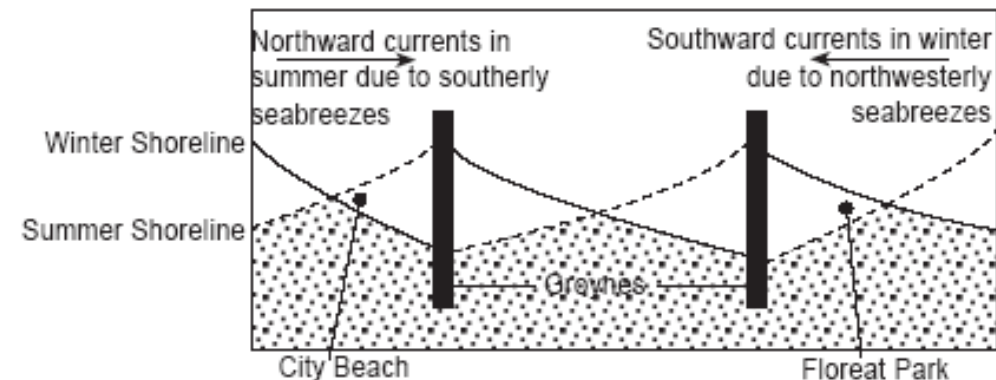 Northward currents in
summer due to southerly
seabreezes
Southward currents in winter
due to northwesterly
seabreezes
Winter Shoreline
Summer Shoreline
Groynes
City Beach
Floreat Park